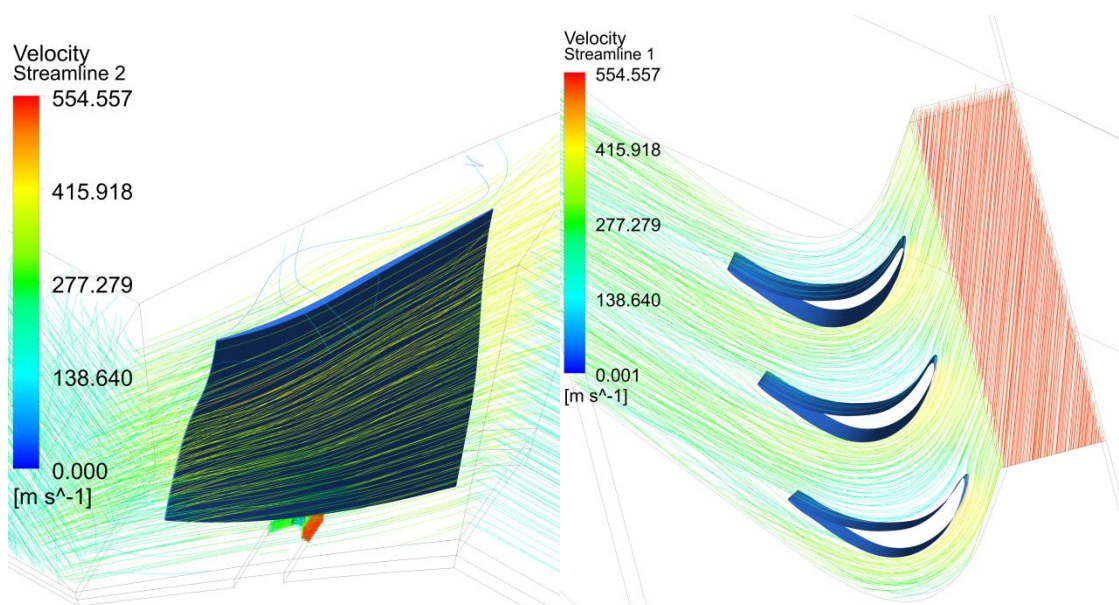 Velocity
Streamline 2
554.557
415.918
277.279
138.640
0.000
[m s^-1]
Velocity
Streamline 1
554.557
415.918
277.279
138.640
0.001
[m s^-1]